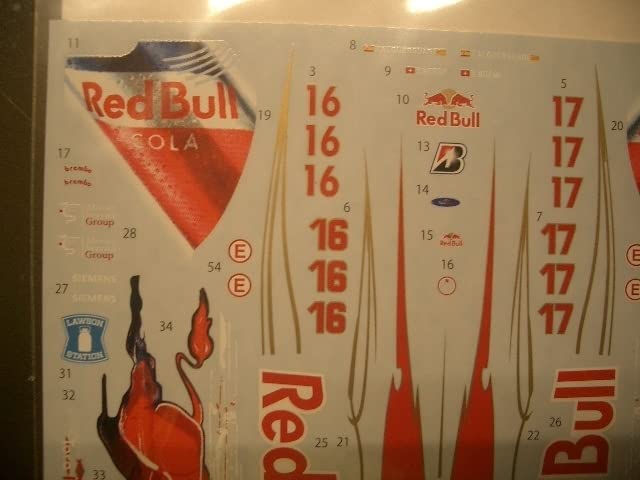 11
Red Bull
COLA
8
9
3
16
16
16
19
10
Red Bull
5
17
17
17
20
13
B
14
17
brembo
brembo
Group
Group
28
6
16
16
16
15
Red Bull
16
7
17
17
17
54
E
E
E
E
27
SIEMENS
SIEMENS
LAWSON
STATION
34
31
32
33
Red
25
21
22
26
Bull